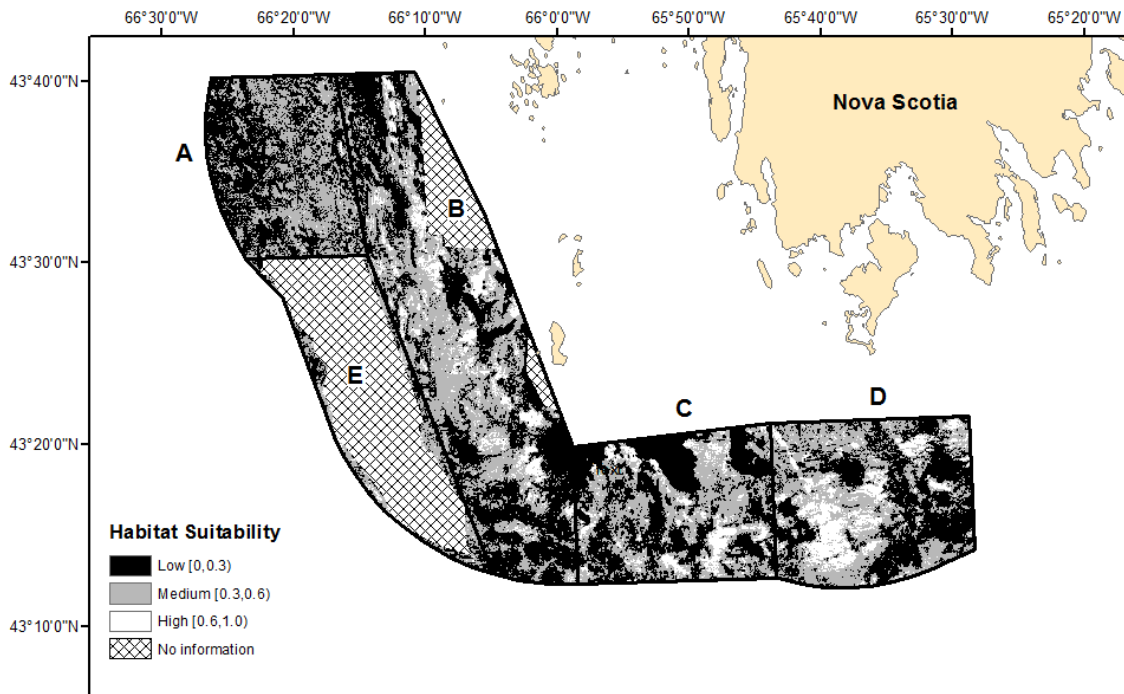 66°30'0"W 66°20'0"W 66°10'0"W 66°0'0"W 65°50'0"W 65°40'0"W 65°30'0"W 65°20'0"W
43°40'0"N
Nova Scotia
A
B
43°30'0"N
E
C
D
43°20'0"N
Habitat Suitability
Low [0,0.3)
Medium [0.3,0.6)
High [0.6,1.0)
No information
43°10'0"N